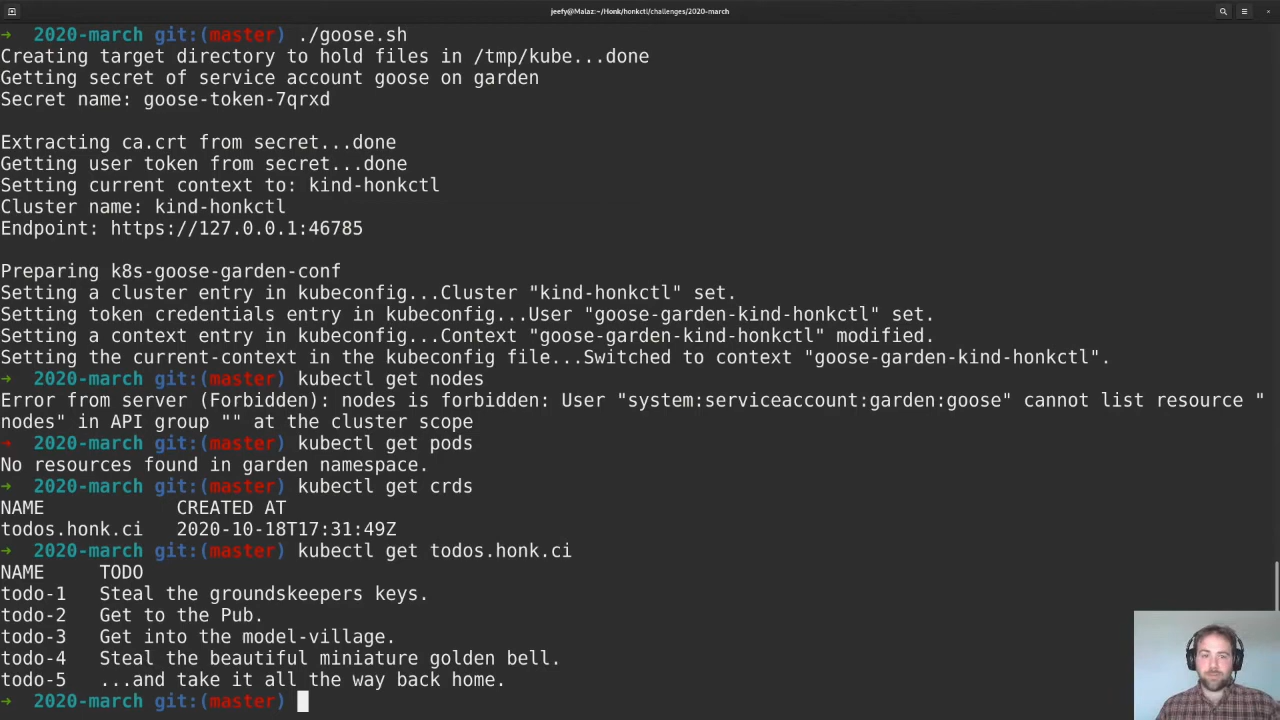 jeefy@Malaz:~/Honk/honkctl/challenges/2020-march
➜ 2020-march git:(master) ./goose.sh
Creating target directory to hold files in /tmp/kube...done
Getting secret of service account goose on garden
Secret name: goose-token-7qrxd
Extracting ca.crt from secret...done
Getting user token from secret...done
Setting current context to: kind-honkctl
Cluster name: kind-honkctl
Endpoint: https://127.0.0.1:46785
Preparing k8s-goose-garden-conf
Setting a cluster entry in kubeconfig...Cluster "kind-honkctl" set.
Setting token credentials entry in kubeconfig...User "goose-garden-kind-honkctl" set.
Setting a context entry in kubeconfig...Context "goose-garden-kind-honkctl" modified.
Setting the current-context in the kubeconfig file...Switched to context "goose-garden-kind-honkctl".
➜ 2020-march git:(master) kubectl get nodes
Error from server (Forbidden): nodes is forbidden: User "system:serviceaccount:garden:goose" cannot list resource "
nodes" in API group "" at the cluster scope
➜ 2020-march git:(master) kubectl get pods
No resources found in garden namespace.
➜ 2020-march git:(master) kubectl get crds
NAME CREATED AT
todos.honk.ci 2020-10-18T17:31:49Z
➜ 2020-march git:(master) kubectl get todos.honk.ci
NAME TODO
todo-1 Steal the groundskeepers keys.
todo-2 Get to the Pub.
todo-3 Get into the model-village.
todo-4 Steal the beautiful miniature golden bell.
todo-5 ...and take it all the way back home.
➜ 2020-march git:(master)